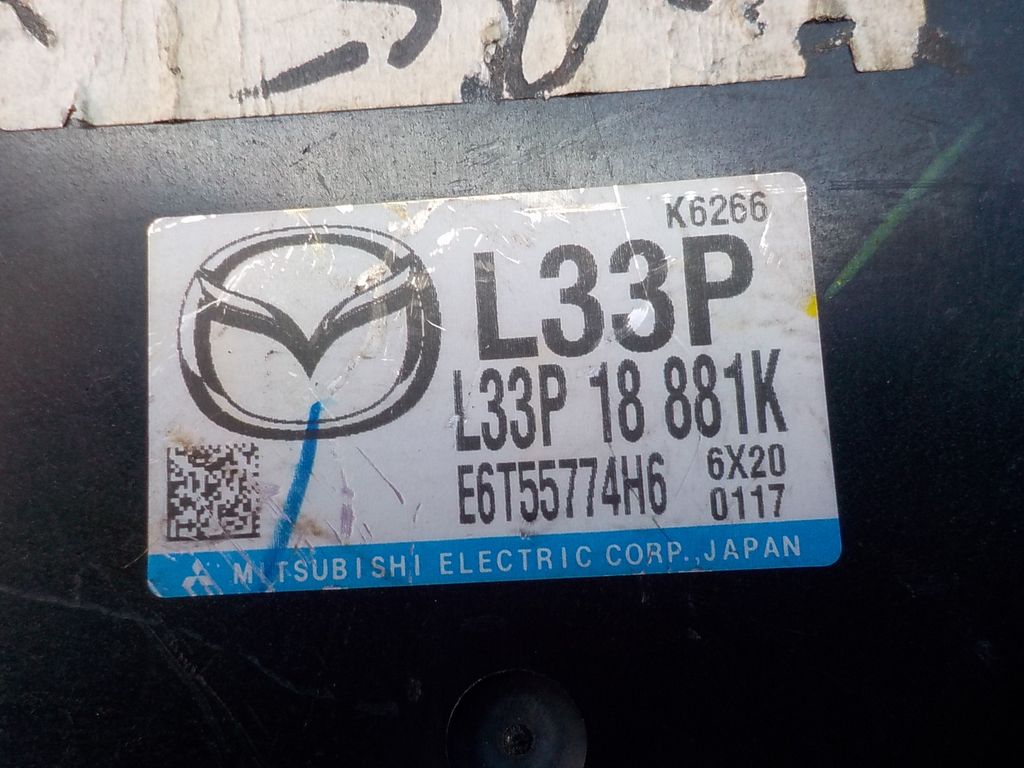 K6266
L33P
L33P 18 881K
E6T55774H6
6X20
0117
MITSUBISHI ELECTRIC CORP., JAPAN